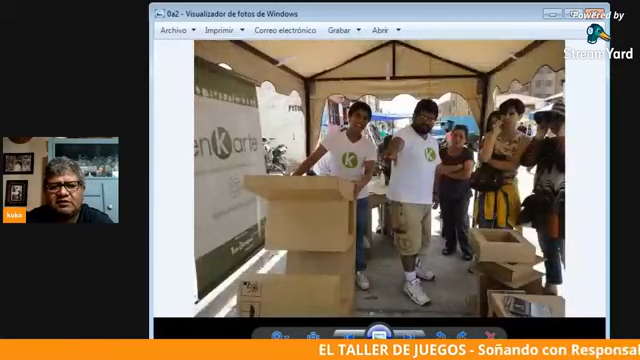 0a2 - Visualizador de fotos de Windows
Archivo Imprimir Correo electrónico Grabar Abrir
Powered by
StreamYard
enKarte
K
K
koko
EL TALLER DE JUEGOS - Soñando con Responsa